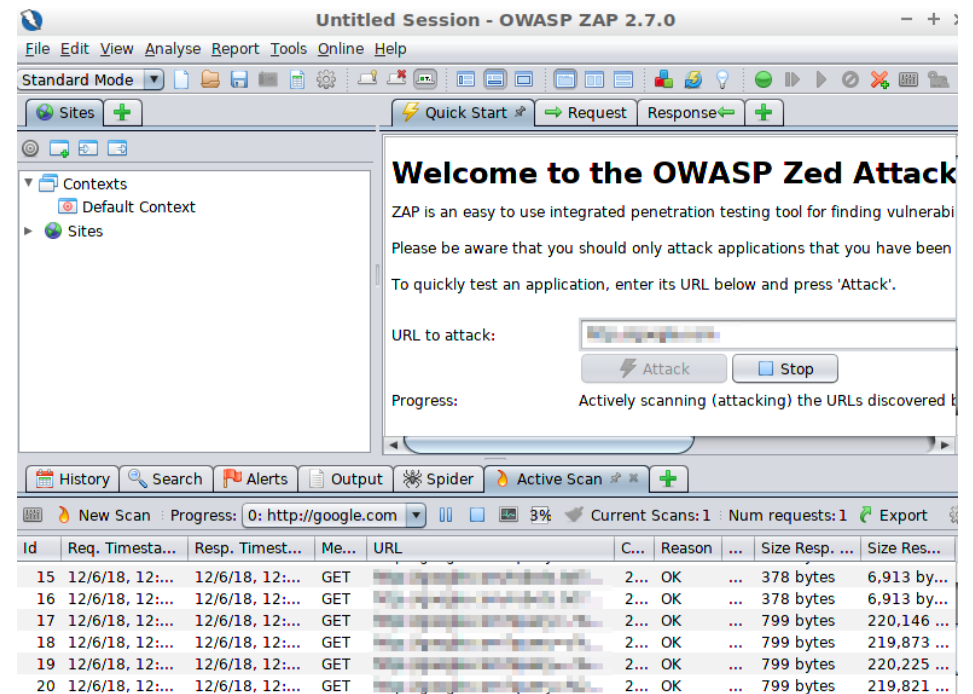 Untitled Session - OWASP ZAP 2.7.0
File Edit View Analyse Report Tools Online Help
Standard Mode
Sites
Quick Start Request Response
Contexts
Default Context
Sites
Welcome to the OWASP Zed Attack
ZAP is an easy to use integrated penetration testing tool for finding vulnerabi
Please be aware that you should only attack applications that you have been
To quickly test an application, enter its URL below and press 'Attack'.
URL to attack:
Attack Stop
Progress: Actively scanning (attacking) the URLs discovered b
History Search Alerts Output Spider Active Scan
New Scan Progress: 0: http://google.com 3% Current Scans: 1 Num requests: 1 Export
Id Req. Timesta... Resp. Timest... Me... URL C... Reason ... Size Resp. ... Size Res...
15 12/6/18, 12:... 12/6/18, 12:... GET 2... OK ... 378 bytes 6,913 by...
16 12/6/18, 12:... 12/6/18, 12:... GET 2... OK ... 378 bytes 6,913 by...
17 12/6/18, 12:... 12/6/18, 12:... GET 2... OK ... 799 bytes 220,146 ...
18 12/6/18, 12:... 12/6/18, 12:... GET 2... OK ... 799 bytes 219,873 ...
19 12/6/18, 12:... 12/6/18, 12:... GET 2... OK ... 799 bytes 220,225 ...
20 12/6/18, 12:... 12/6/18, 12:... GET 2... OK ... 799 bytes 219,821 ...